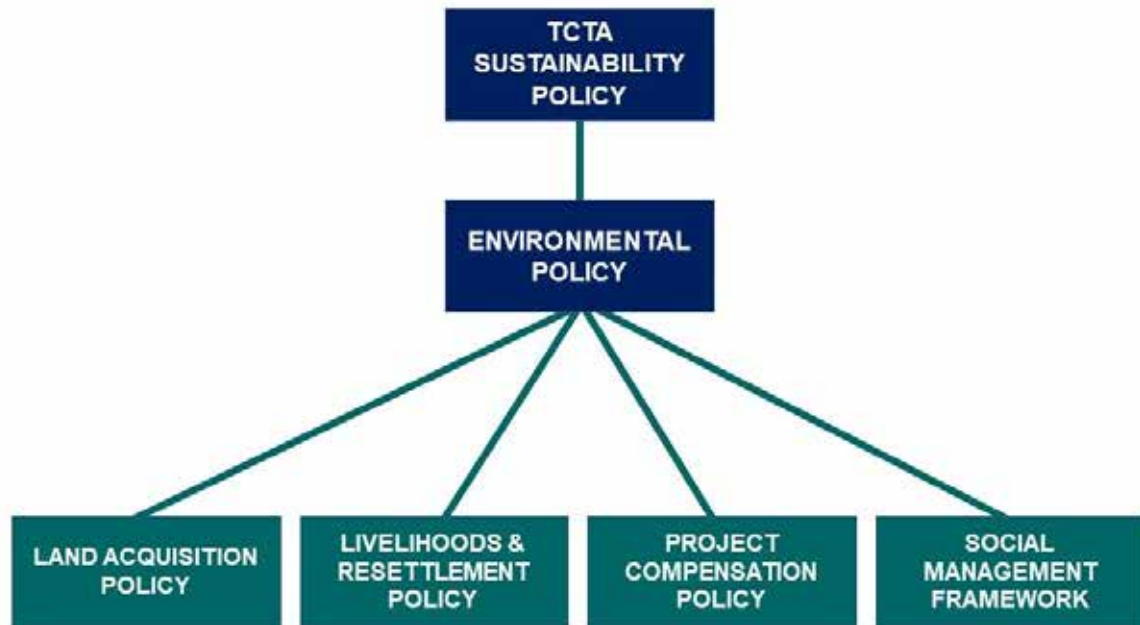 TCTA
SUSTAINABILITY
POLICY
ENVIRONMENTAL
POLICY
LAND ACQUISITION
POLICY
LIVELIHOODS &
RESETTLEMENT
POLICY
PROJECT
COMPENSATION
POLICY
SOCIAL
MANAGEMENT
FRAMEWORK